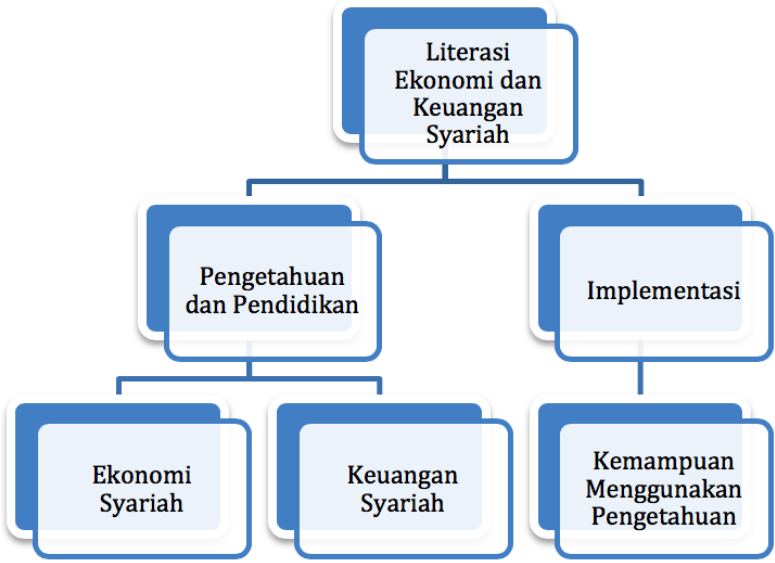 Literasi
Ekonomi dan
Keuangan
Syariah
Pengetahuan
dan Pendidikan
Implementasi
Ekonomi
Syariah
Keuangan
Syariah
Kemampuan
Menggunakan
Pengetahuan